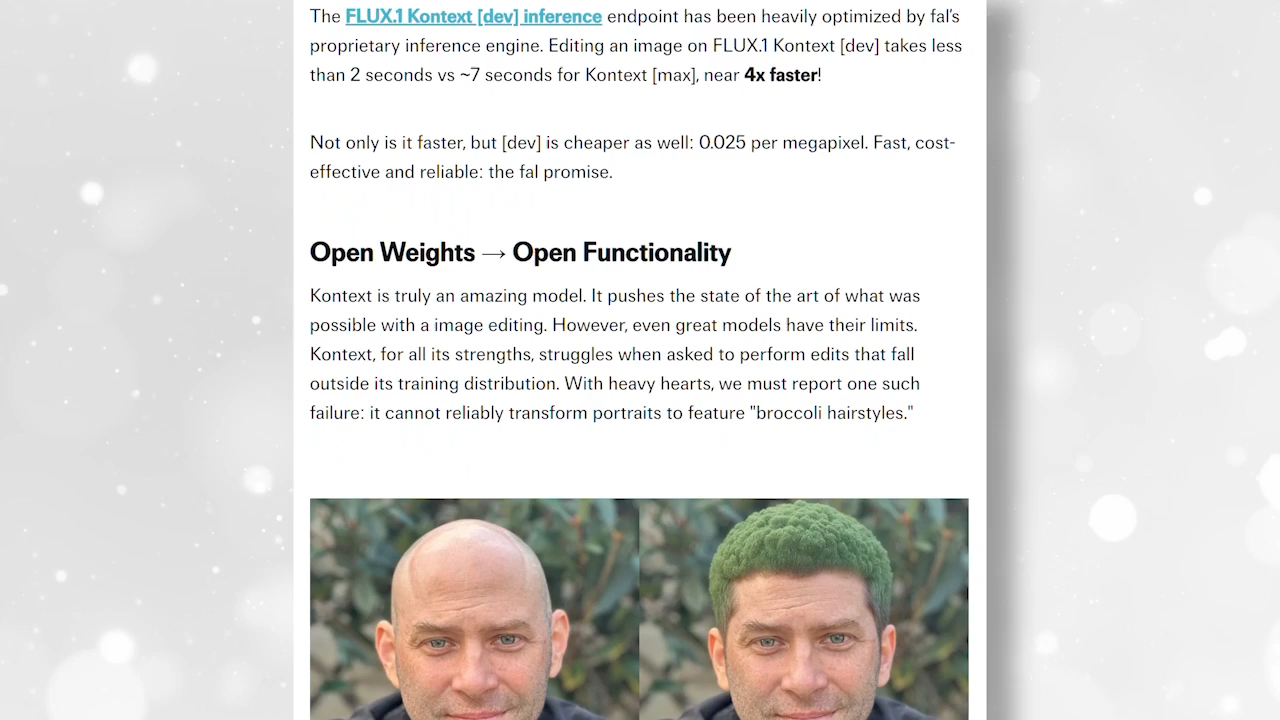 The FLUX.1 Kontext [dev] inference endpoint has been heavily optimized by fal's
proprietary inference engine. Editing an image on FLUX.1 Kontext [dev] takes less
than 2 seconds vs ~7 seconds for Kontext [max], near 4x faster!
Not only is it faster, but [dev] is cheaper as well: 0.025 per megapixel. Fast, cost-
effective and reliable: the fal promise.
Open Weights → Open Functionality
Kontext is truly an amazing model. It pushes the state of the art of what was
possible with a image editing. However, even great models have their limits.
Kontext, for all its strengths, struggles when asked to perform edits that fall
outside its training distribution. With heavy hearts, we must report one such
failure: it cannot reliably transform portraits to feature "broccoli hairstyles."